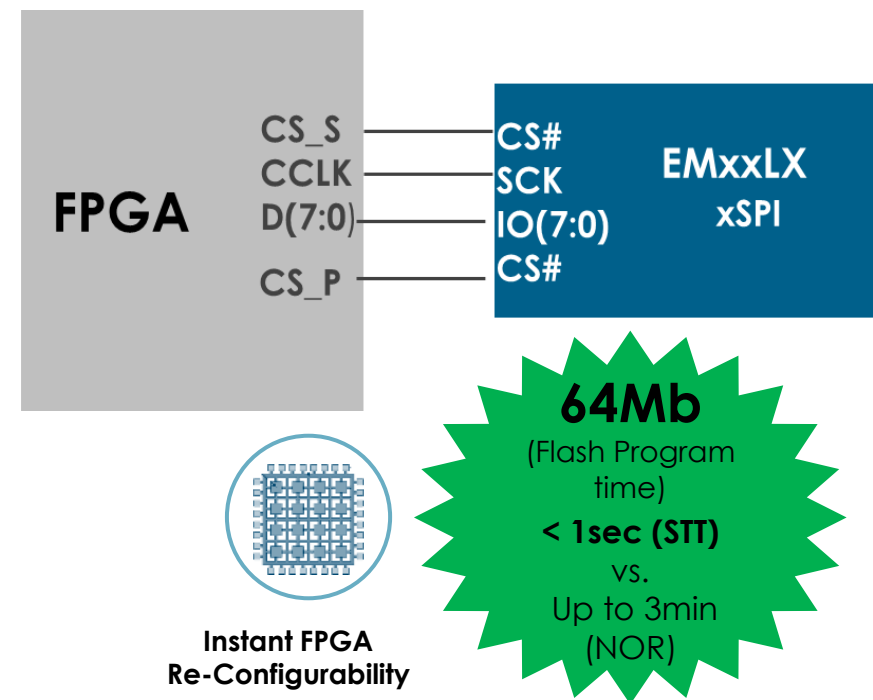 FPGA
CS_S
CCLK
D(7:0)
CS_P
CS#
SCK
IO(7:0)
CS#
EMxxLX
xSPI
64Mb
(Flash Program
time)
< 1sec (STT)
vs.
Up to 3min
(NOR)
Instant FPGA
Re-Configurability